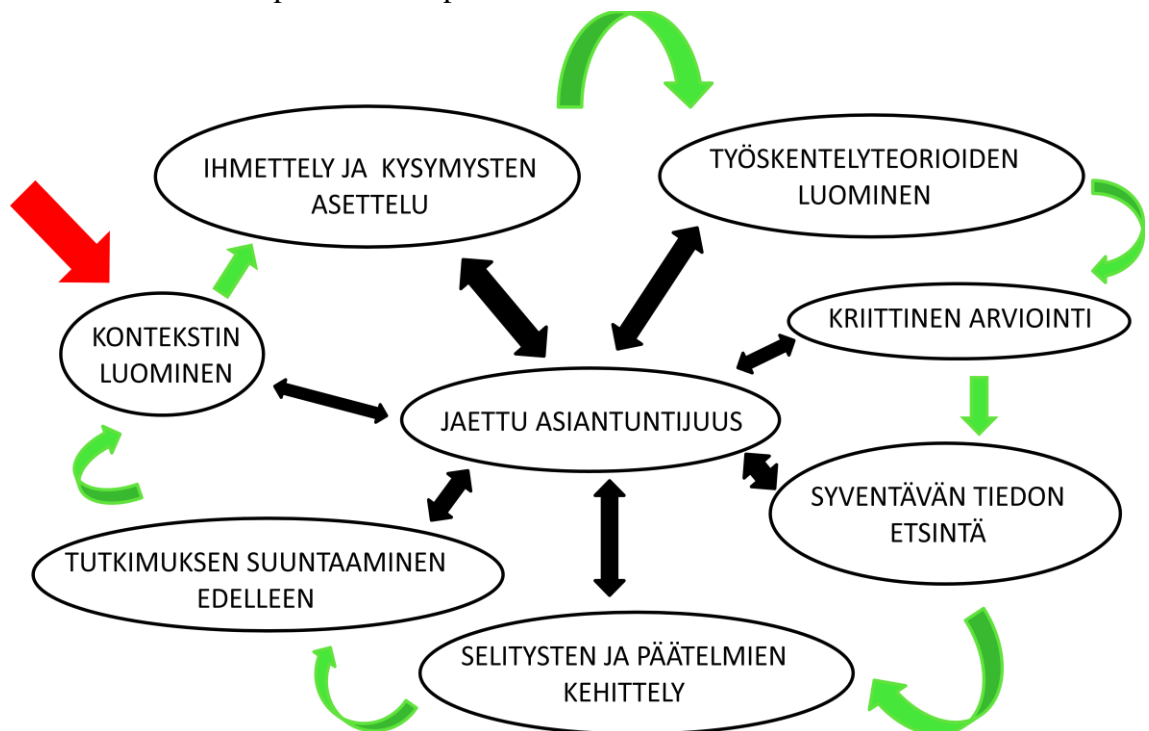 IHMETTELY JA KYSYMYSTEN
ASETTELU
TYÖSKENTELYTEORIOIDEN
LUOMINEN
KRIITTINEN ARVIOINTI
KONTEKSTIN
LUOMINEN
JAETTU ASIANTUNTIJUUS
SYVENTÄVÄN TIEDON
ETSINTÄ
TUTKIMUKSEN SUUNTAAMINEN
EDELLEEN
SELITYSTEN JA PÄÄTELMIEN
KEHITTELY